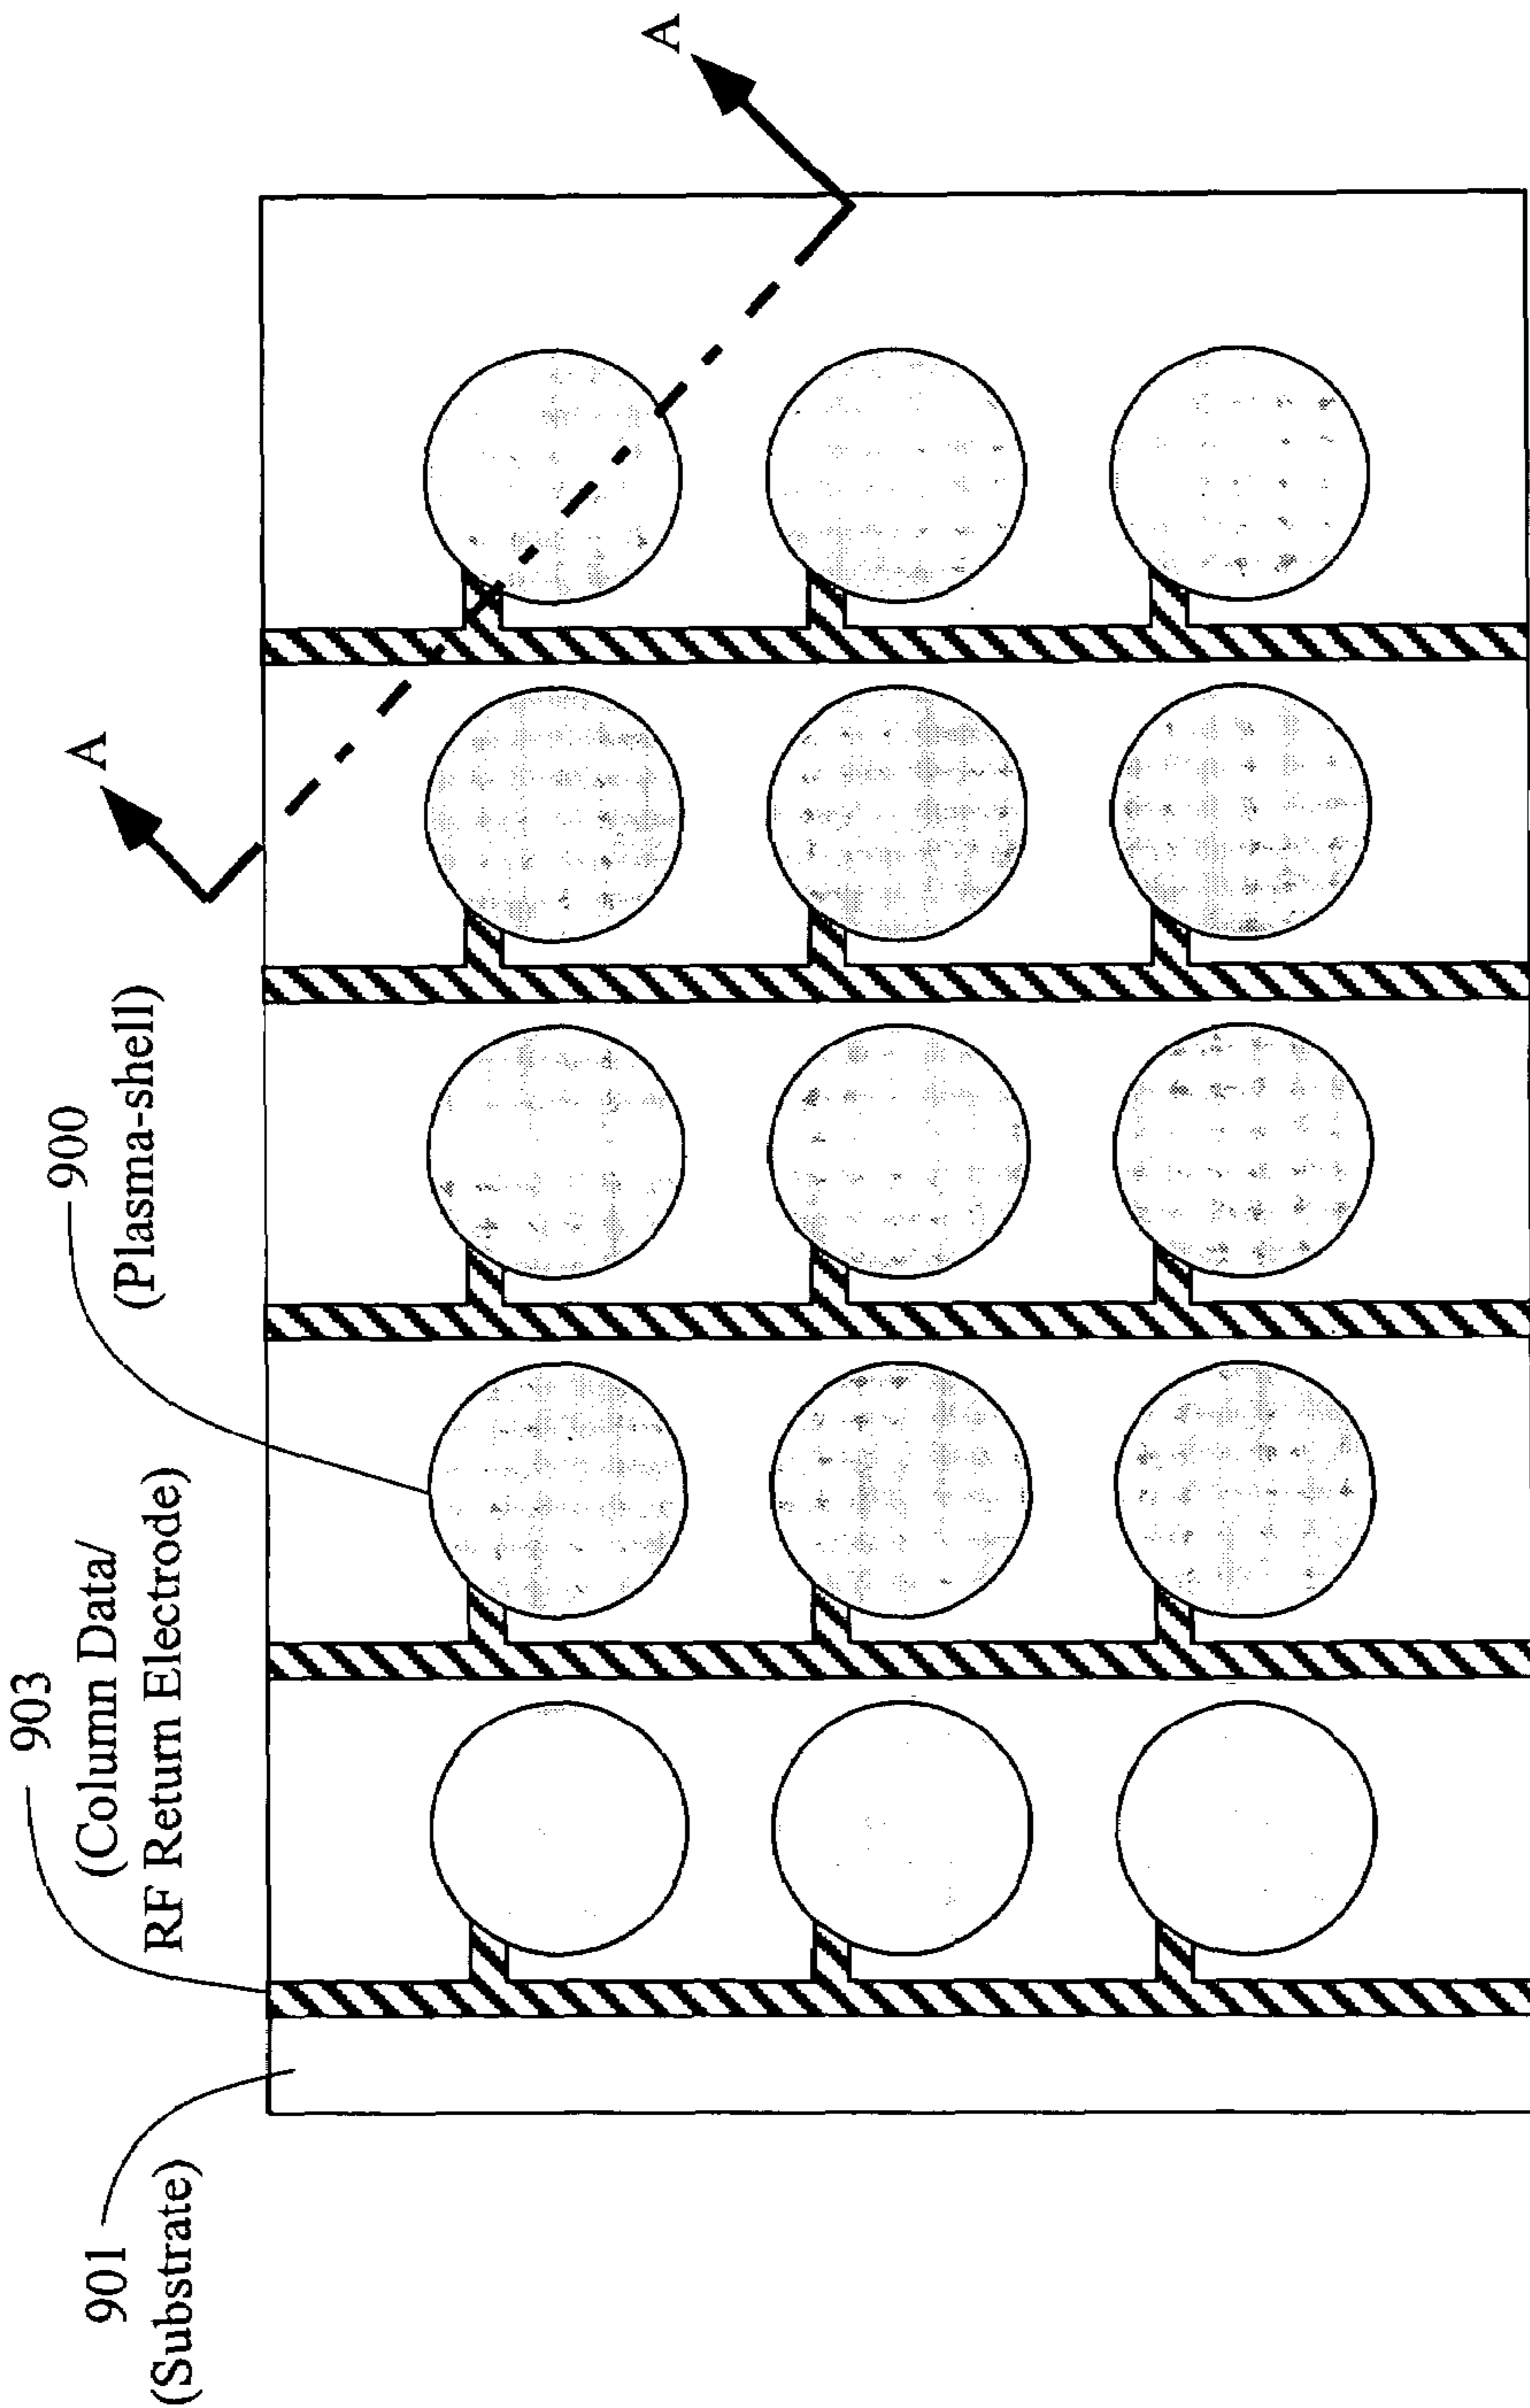 901
(Substrate)
903
(Column Data/
RF Return Electrode)
900
(Plasma-shell)
A
A